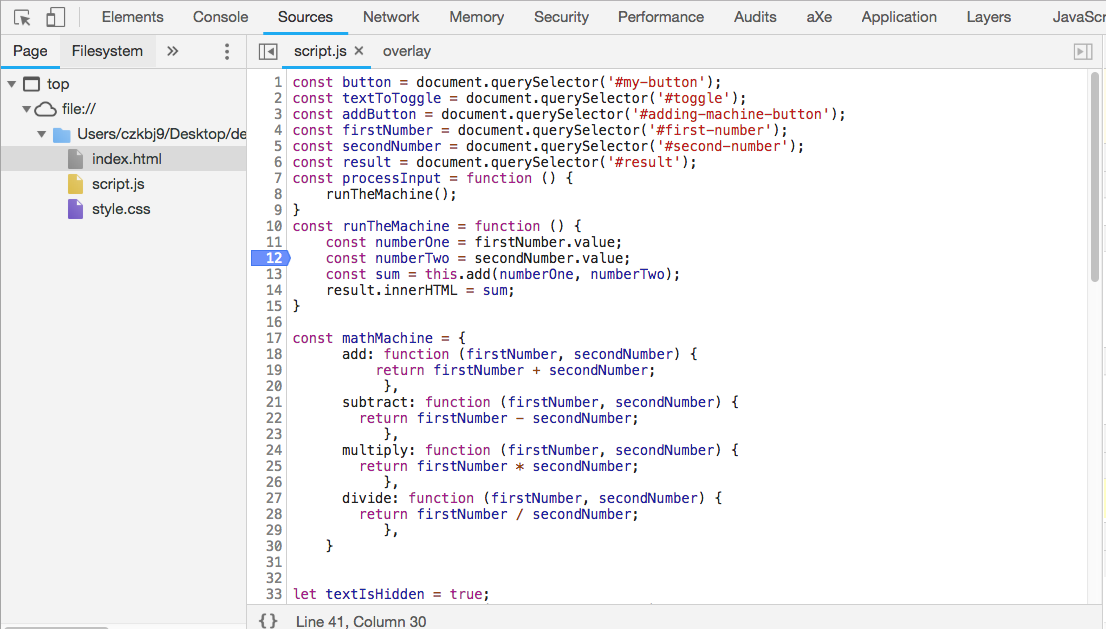 Elements Console Sources Network Memory Security Performance Audits aXe Application Layers JavaScr
Page Filesystem » script.js × overlay
top
file://
Users/czkbj9/Desktop/de
index.html
script.js
style.css
1 const button = document.querySelector('#my-button');
2 const textToToggle = document.querySelector('#toggle');
3 const addButton = document.querySelector('#adding-machine-button');
4 const firstNumber = document.querySelector('#first-number');
5 const secondNumber = document.querySelector('#second-number');
6 const result = document.querySelector('#result');
7 const processInput = function () {
8     runTheMachine();
9 }
10 const runTheMachine = function () {
11     const numberOne = firstNumber.value;
12     const numberTwo = secondNumber.value;
13     const sum = this.add(numberOne, numberTwo);
14     result.innerHTML = sum;
15 }
16
17 const mathMachine = {
18       add: function (firstNumber, secondNumber) {
19           return firstNumber + secondNumber;
20            },
21       subtract: function (firstNumber, secondNumber) {
22         return firstNumber - secondNumber;
23            },
24       multiply: function (firstNumber, secondNumber) {
25         return firstNumber * secondNumber;
26            },
27       divide: function (firstNumber, secondNumber) {
28         return firstNumber / secondNumber;
29            },
30     }
31
32
33 let textIsHidden = true;
{} Line 41, Column 30